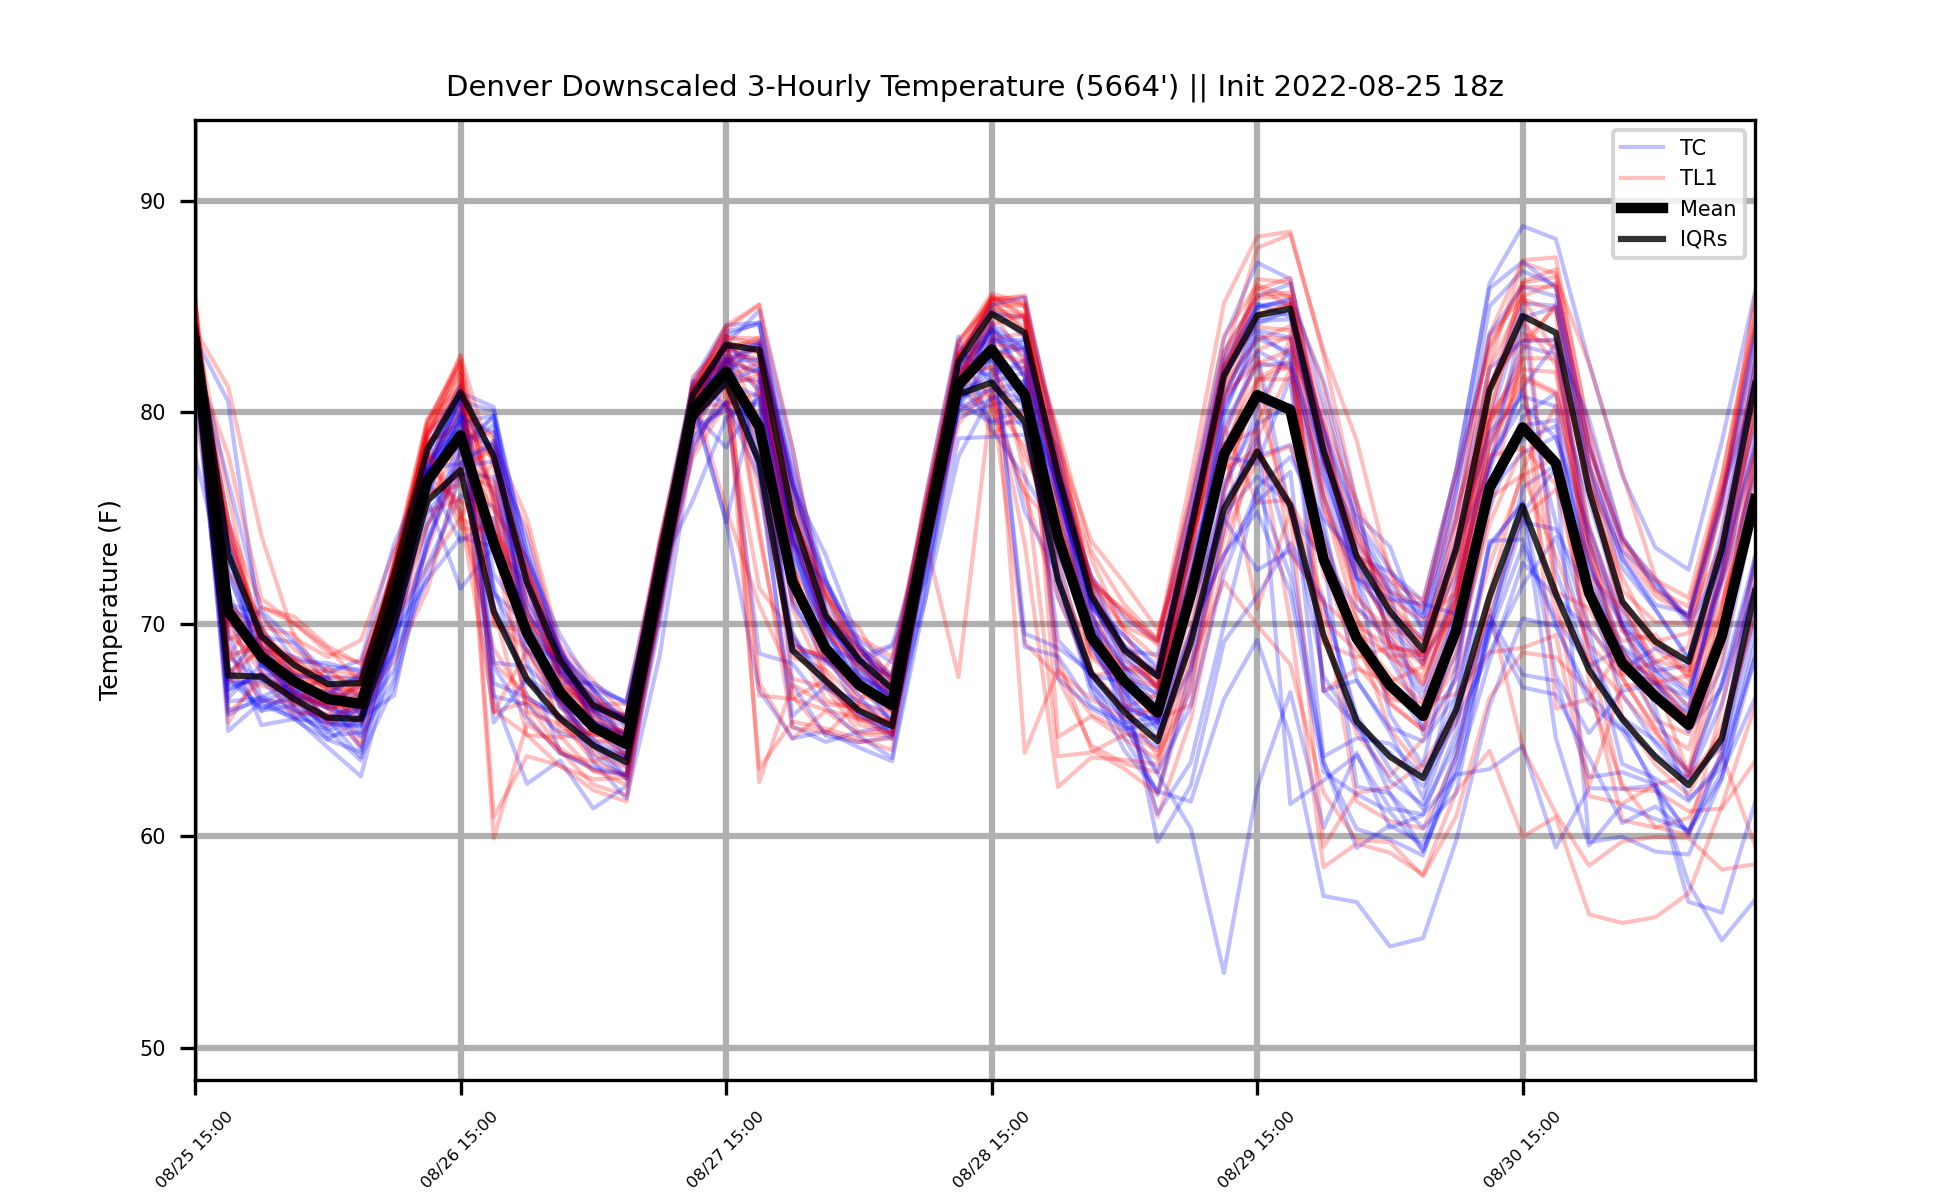 Denver Downscaled 3-Hourly Temperature (5664') || Init 2022-08-25 18z
TC
TL1
Mean
IQRs
Temperature (F)
90
80
70
60
50
08/25 15:00
08/26 15:00
08/27 15:00
08/28 15:00
08/29 15:00
08/30 15:00